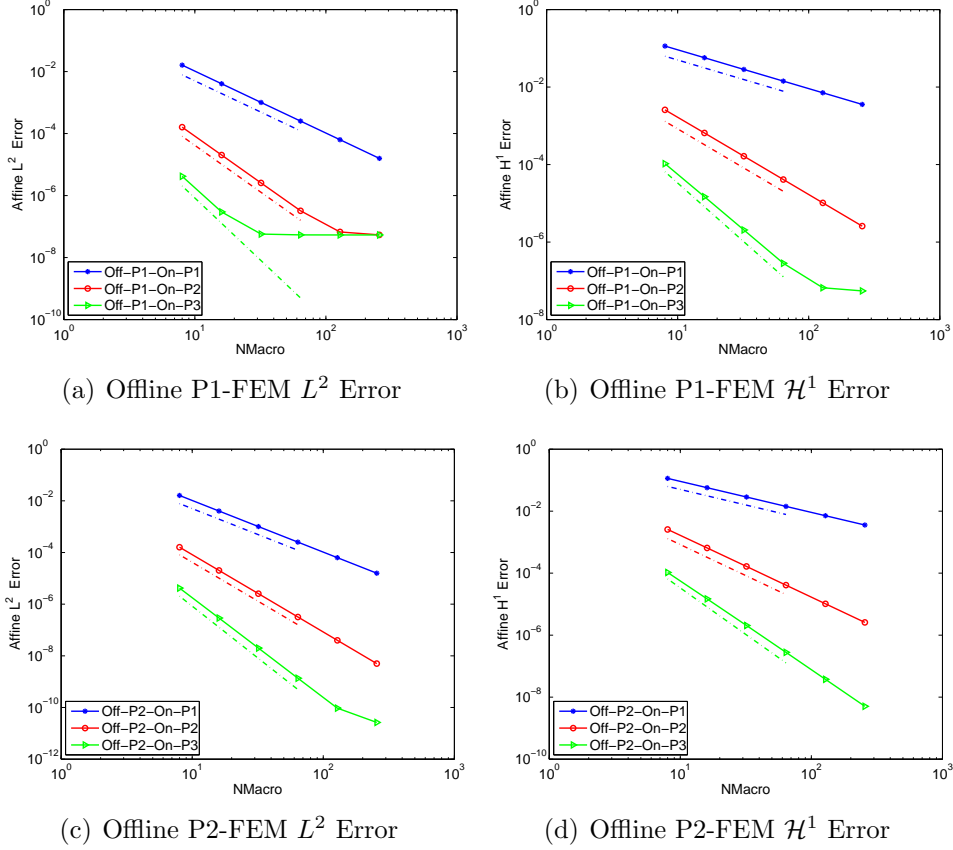 10^0
10^-2
10^-4
10^-6
10^-8
10^-10
Affine L^2 Error
Off-P1-On-P1
Off-P1-On-P2
Off-P1-On-P3
10^0 10^1 10^2 10^3
NMacro
(a) Offline P1-FEM L^2 Error
10^0
10^-2
10^-4
10^-6
10^-8
Affine H^1 Error
Off-P1-On-P1
Off-P1-On-P2
Off-P1-On-P3
10^0 10^1 10^2 10^3
NMacro
(b) Offline P1-FEM \mathcal{H}^1 Error
10^0
10^-2
10^-4
10^-6
10^-8
10^-10
10^-12
Affine L^2 Error
Off-P2-On-P1
Off-P2-On-P2
Off-P2-On-P3
10^0 10^1 10^2 10^3
NMacro
(c) Offline P2-FEM L^2 Error
10^0
10^-2
10^-4
10^-6
10^-8
10^-10
Affine H^1 Error
Off-P2-On-P1
Off-P2-On-P2
Off-P2-On-P3
10^0 10^1 10^2 10^3
NMacro
(d) Offline P2-FEM \mathcal{H}^1 Error